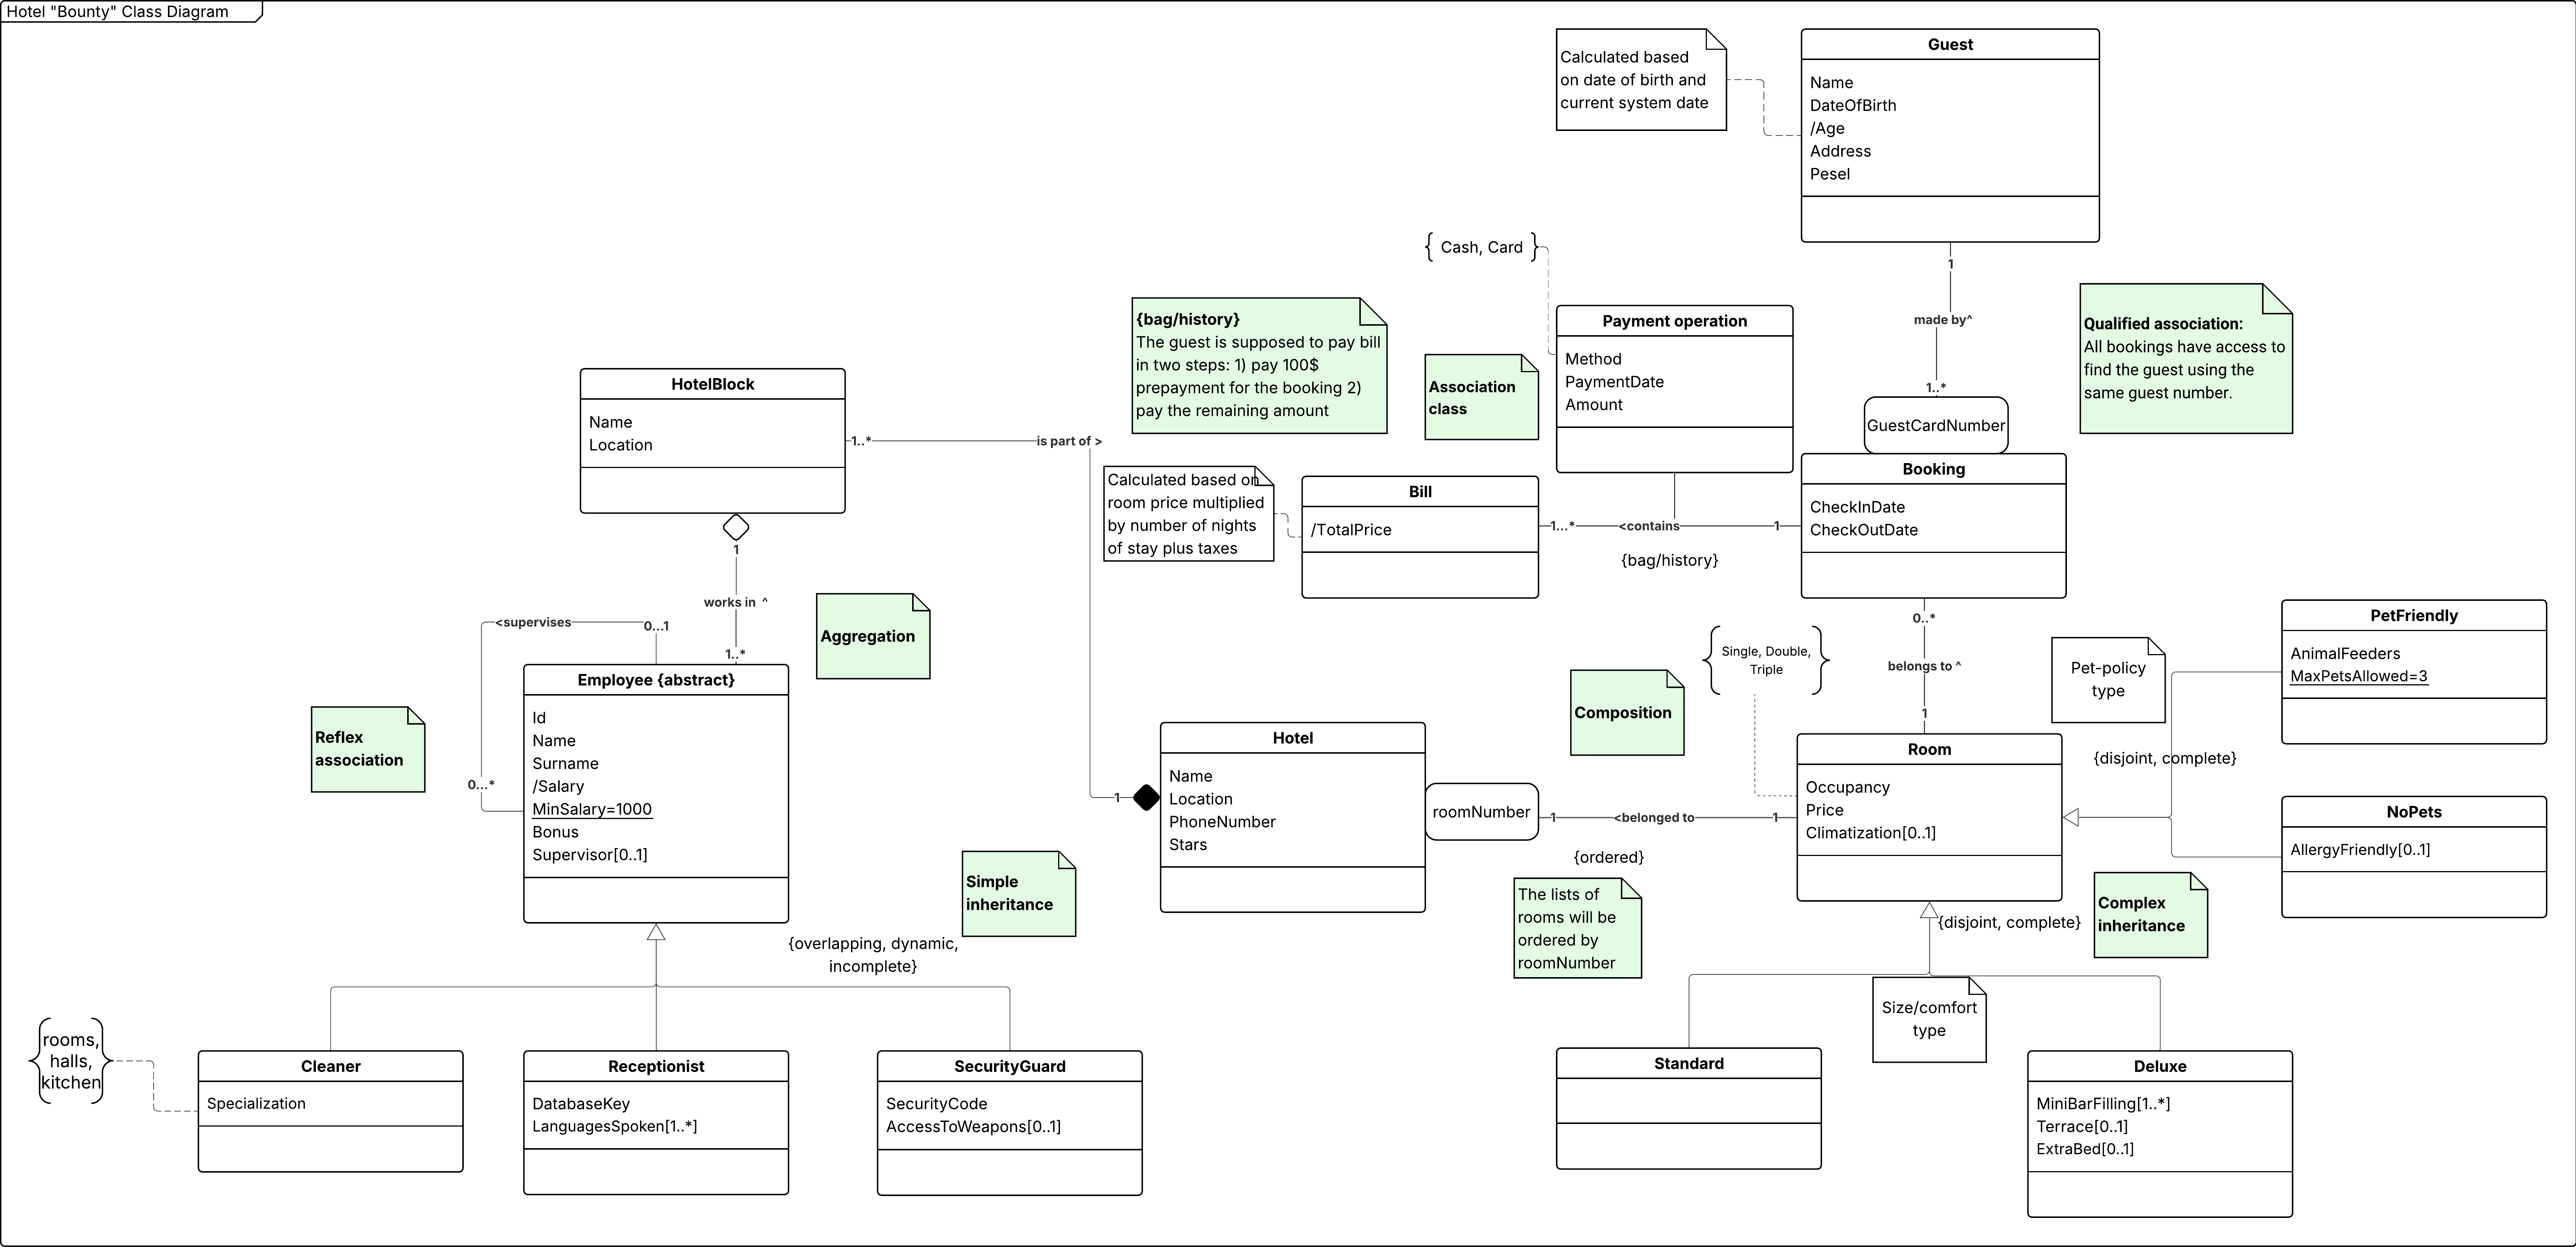 Hotel "Bounty" Class Diagram
Calculated based
on date of birth and
current system date
Guest
Name
DateOfBirth
/Age
Address
Pesel
1
made by^
1..*
GuestCardNumber
Qualified association:
All bookings have access to
find the guest using the
same guest number.
Cash, Card
Payment operation
Method
PaymentDate
Amount
Association
class
{bag/history}
The guest is supposed to pay bill
in two steps: 1) pay 100$
prepayment for the booking 2)
pay the remaining amount
HotelBlock
Name
Location
1..*
is part of >
1
Calculated based on
room price multiplied
by number of nights
of stay plus taxes
Bill
/TotalPrice
1...*
<contains
1
{bag/history}
Booking
CheckInDate
CheckOutDate
0..*
belongs to ^
1
1
works in ^
1..*
Aggregation
<supervises
0...1
0...*
Reflex
association
Employee {abstract}
Id
Name
Surname
/Salary
MinSalary=1000
Bonus
Supervisor[0..1]
Simple
inheritance
{overlapping, dynamic,
incomplete}
Hotel
Name
Location
PhoneNumber
Stars
roomNumber
1
<belonged to
1
{ordered}
The lists of
rooms will be
ordered by
roomNumber
Composition
Single, Double,
Triple
Room
Occupancy
Price
Climatization[0..1]
Pet-policy
type
{disjoint, complete}
PetFriendly
AnimalFeeders
MaxPetsAllowed=3
NoPets
AllergyFriendly[0..1]
Complex
inheritance
{disjoint, complete}
Size/comfort
type
rooms,
halls,
kitchen
Cleaner
Specialization
Receptionist
DatabaseKey
LanguagesSpoken[1..*]
SecurityGuard
SecurityCode
AccessToWeapons[0..1]
Standard
Deluxe
MiniBarFilling[1..*]
Terrace[0..1]
ExtraBed[0..1]